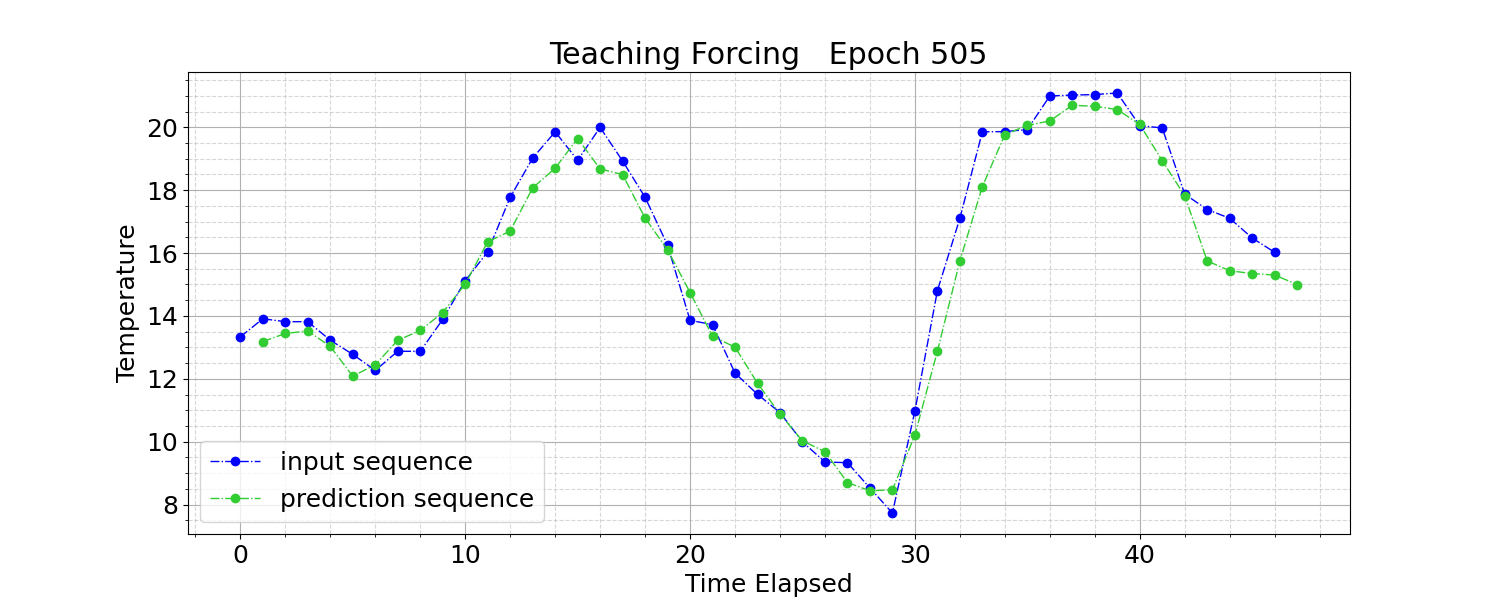 Teaching Forcing   Epoch 505
Temperature
20
18
16
14
12
10
8
input sequence
prediction sequence
0 10 20 30 40
Time Elapsed